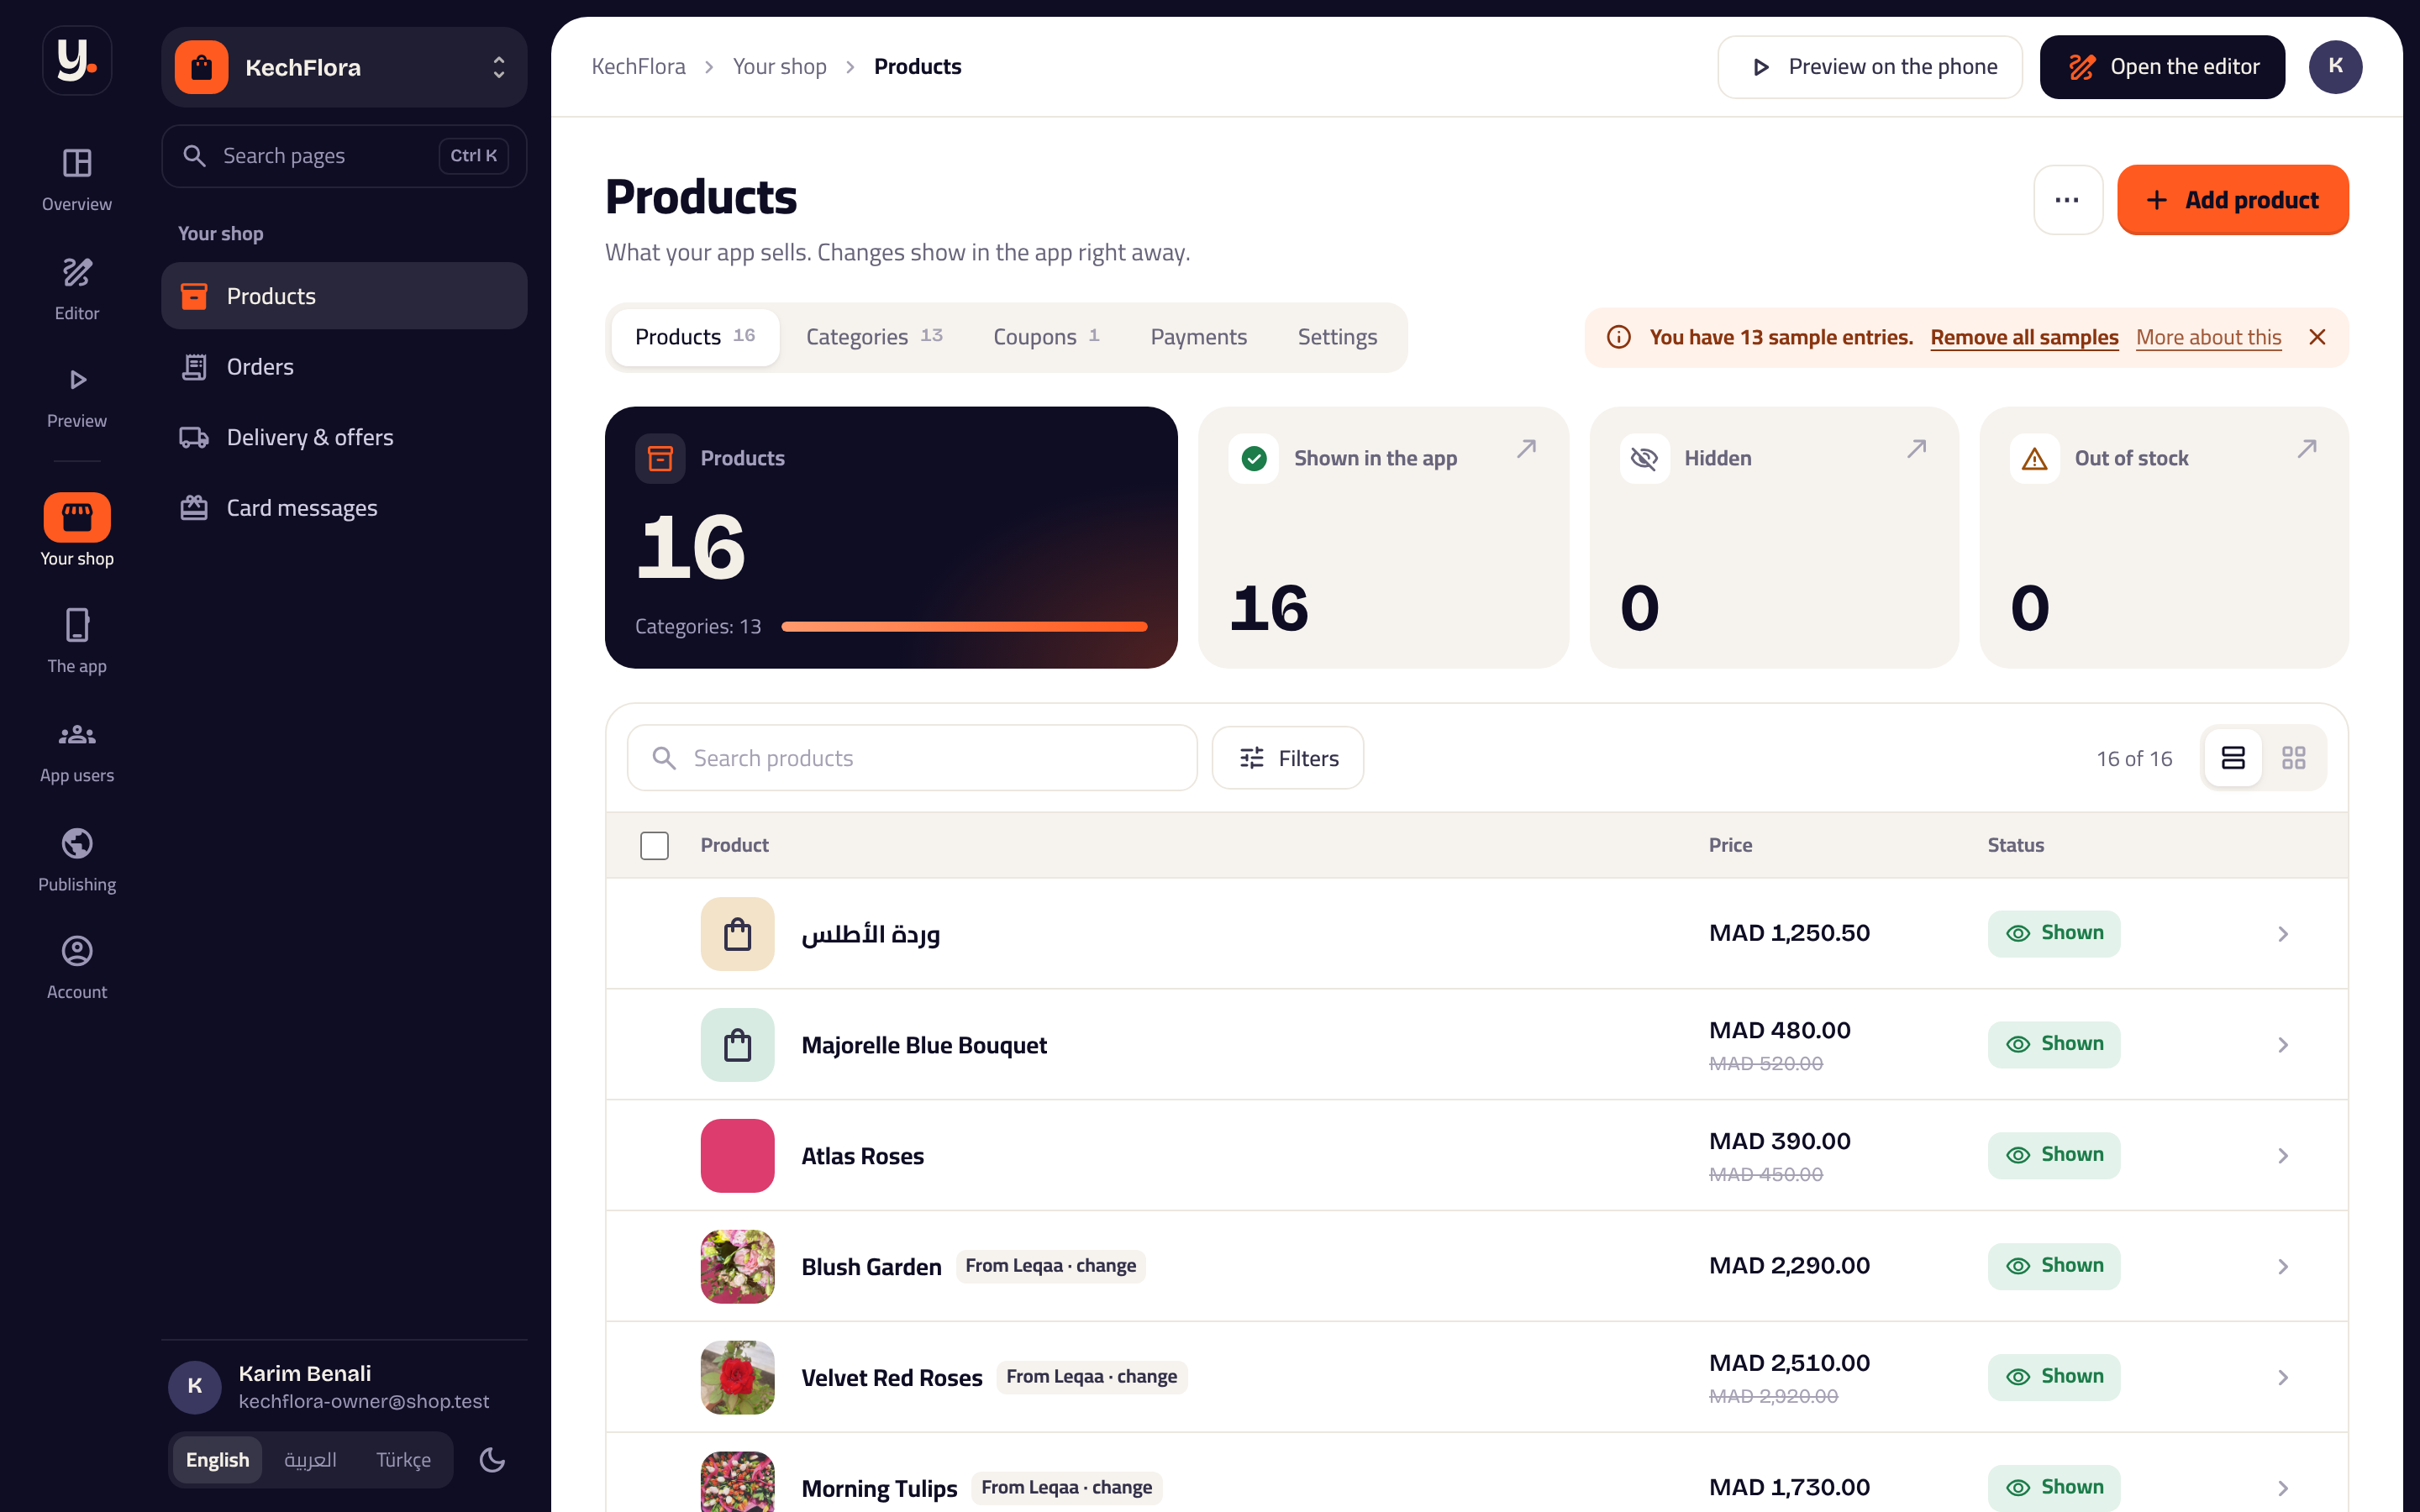 y.
KechFlora
Search pages
Ctrl K
Overview
Editor
Preview
Your shop
The app
App users
Publishing
Account
Your shop
Products
Orders
Delivery & offers
Card messages
K
Karim Benali
kechflora-owner@shop.test
English
العربية
Türkçe
KechFlora
Your shop
Products
Preview on the phone
Open the editor
K
Products
What your app sells. Changes show in the app right away.
Add product
Products 16
Categories 13
Coupons 1
Payments
Settings
You have 13 sample entries. Remove all samples More about this
Products
16
Categories: 13
Shown in the app
16
Hidden
0
Out of stock
0
Search products
Filters
16 of 16
Product
Price
Status
وردة الأطلس
MAD 1,250.50
Shown
Majorelle Blue Bouquet
MAD 480.00
MAD 520.00
Shown
Atlas Roses
MAD 390.00
MAD 450.00
Shown
Blush Garden
From Leqaa · change
MAD 2,290.00
Shown
Velvet Red Roses
From Leqaa · change
MAD 2,510.00
MAD 2,920.00
Shown
Morning Tulips
From Leqaa · change
MAD 1,730.00
Shown